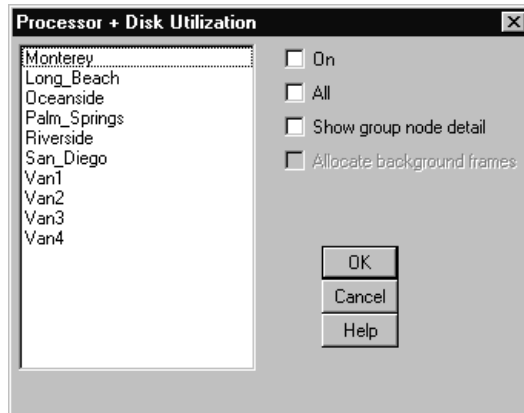 Processor + Disk Utilization
Monterey
Long_Beach
Oceanside
Palm_Springs
Riverside
San_Diego
Van1
Van2
Van3
Van4
On
All
Show group node detail
Allocate background frames
OK
Cancel
Help